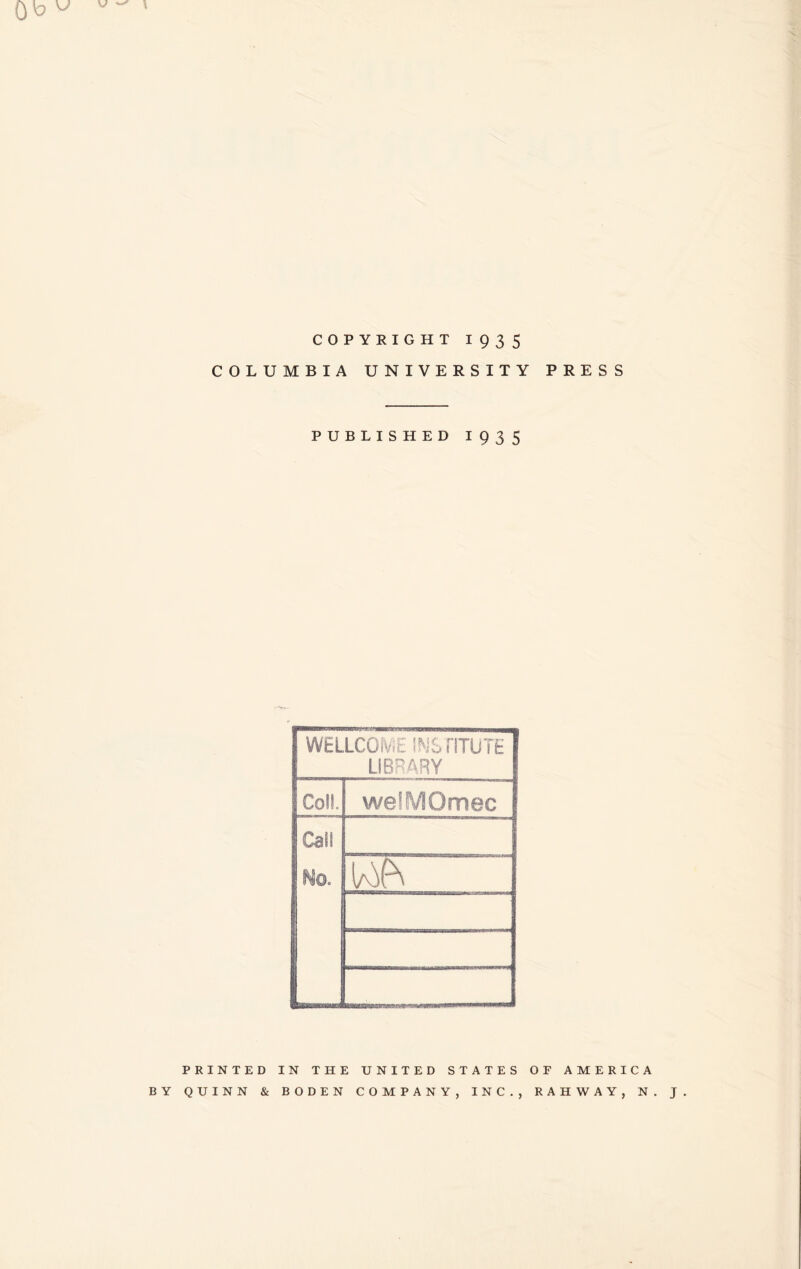 COPYRIGHT 1935
COLUMBIA UNIVERSITY PRESS
PUBLISHED 1935
WELLCOME INSTITUTE
LIBRARY
Coll. welMOmec
Call
No. WA
PRINTED IN THE UNITED STATES OF AMERICA
BY QUINN & BODEN COMPANY, INC., RAHWAY, N. J.